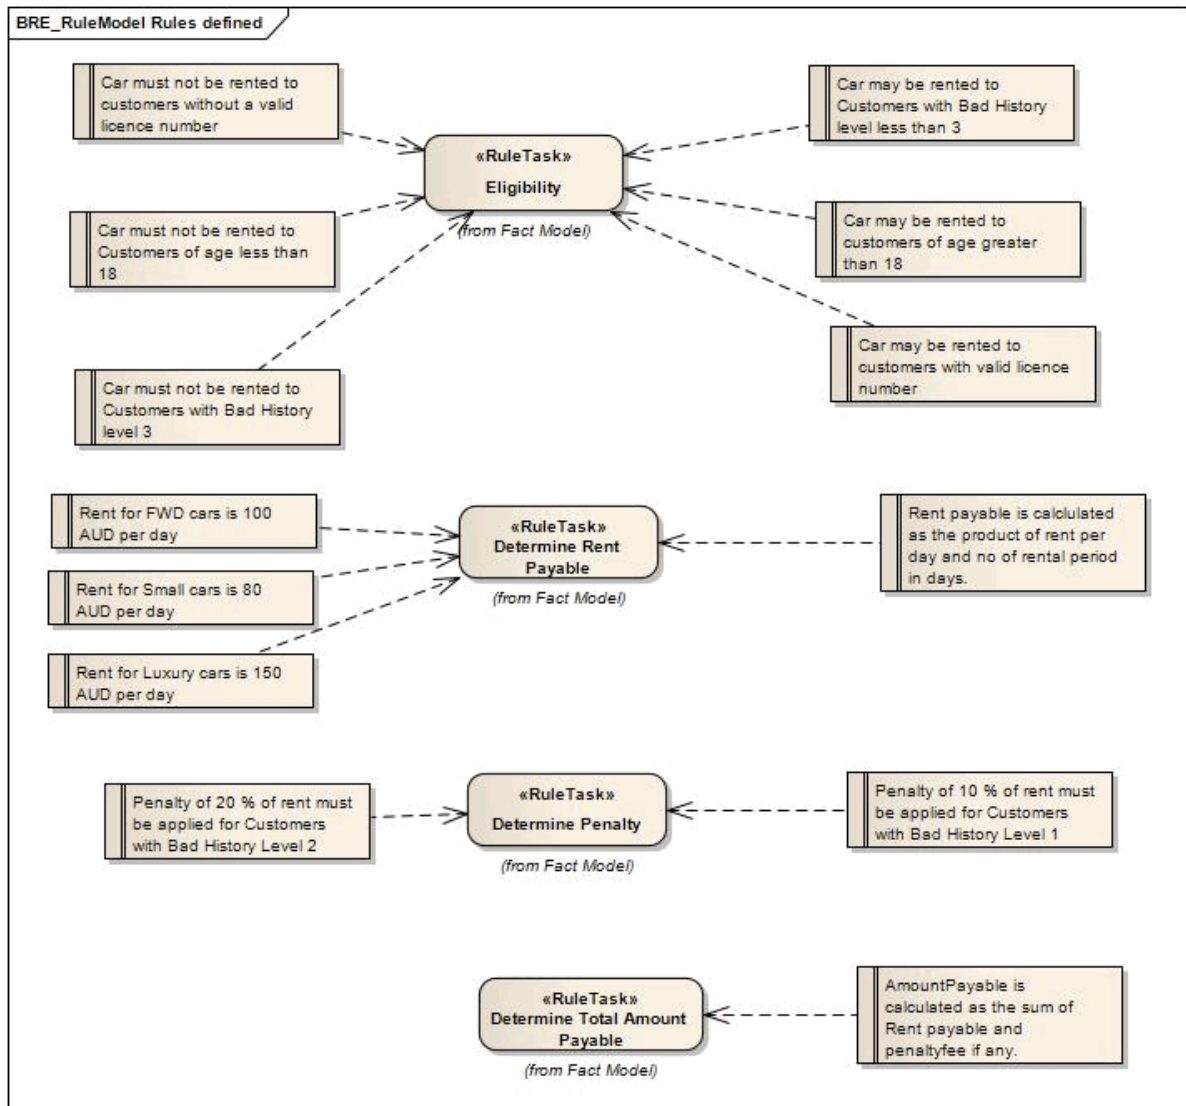 BRE_RuleModel Rules defined
Car must not be rented to
customers without a valid
licence number
Car may be rented to
Customers with Bad History
level less than 3
«RuleTask»
Eligibility
(from Fact Model)
Car must not be rented to
Customers of age less than
18
Car may be rented to
customers of age greater
than 18
Car may be rented to
customers with valid licence
number
Car must not be rented to
Customers with Bad History
level 3
Rent for FWD cars is 100
AUD per day
«RuleTask»
Determine Rent
Payable
(from Fact Model)
Rent payable is calclulated
as the product of rent per
day and no of rental period
in days.
Rent for Small cars is 80
AUD per day
Rent for Luxury cars is 150
AUD per day
Penalty of 20 % of rent must
be applied for Customers
with Bad History Level 2
«RuleTask»
Determine Penalty
(from Fact Model)
Penalty of 10 % of rent must
be applied for Customers
with Bad History Level 1
«RuleTask»
Determine Total Amount
Payable
(from Fact Model)
AmountPayable is
calculated as the sum of
Rent payable and
penaltyfee if any.